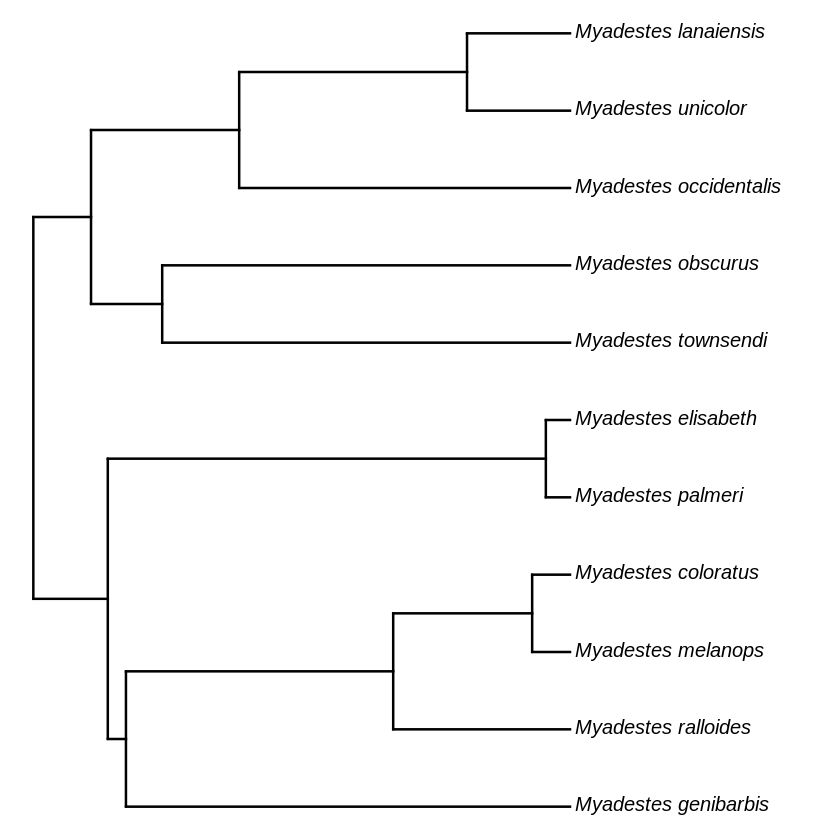 Myadestes lanaiensis
Myadestes unicolor
Myadestes occidentalis
Myadestes obscurus
Myadestes townsendi
Myadestes elisabeth
Myadestes palmeri
Myadestes coloratus
Myadestes melanops
Myadestes ralloides
Myadestes genibarbis